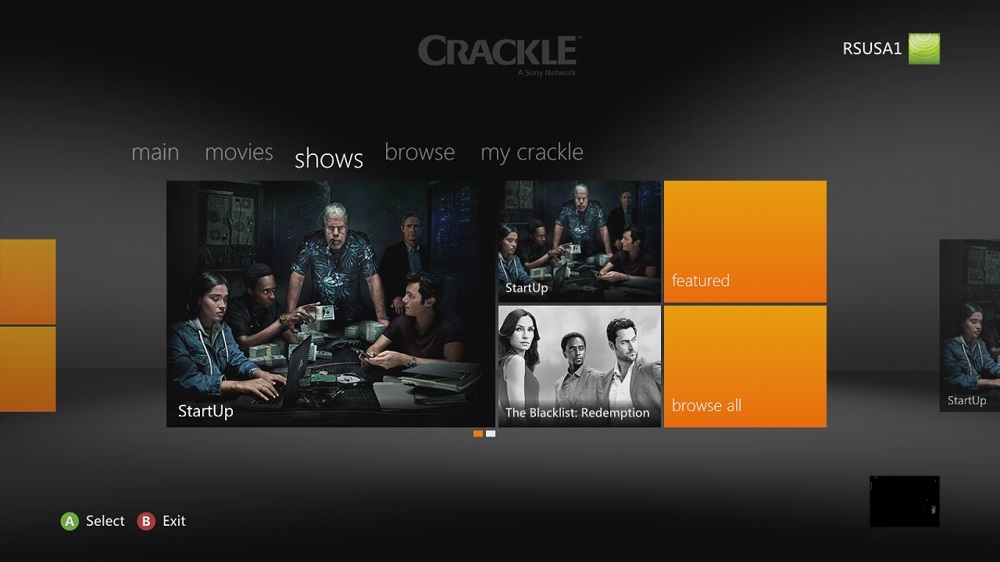 CRACKLE™
A Sony Network
RSUSA1
main movies shows browse my crackle
StartUp
StartUp
The Blacklist: Redemption
featured
browse all
StartUp
A Select B Exit